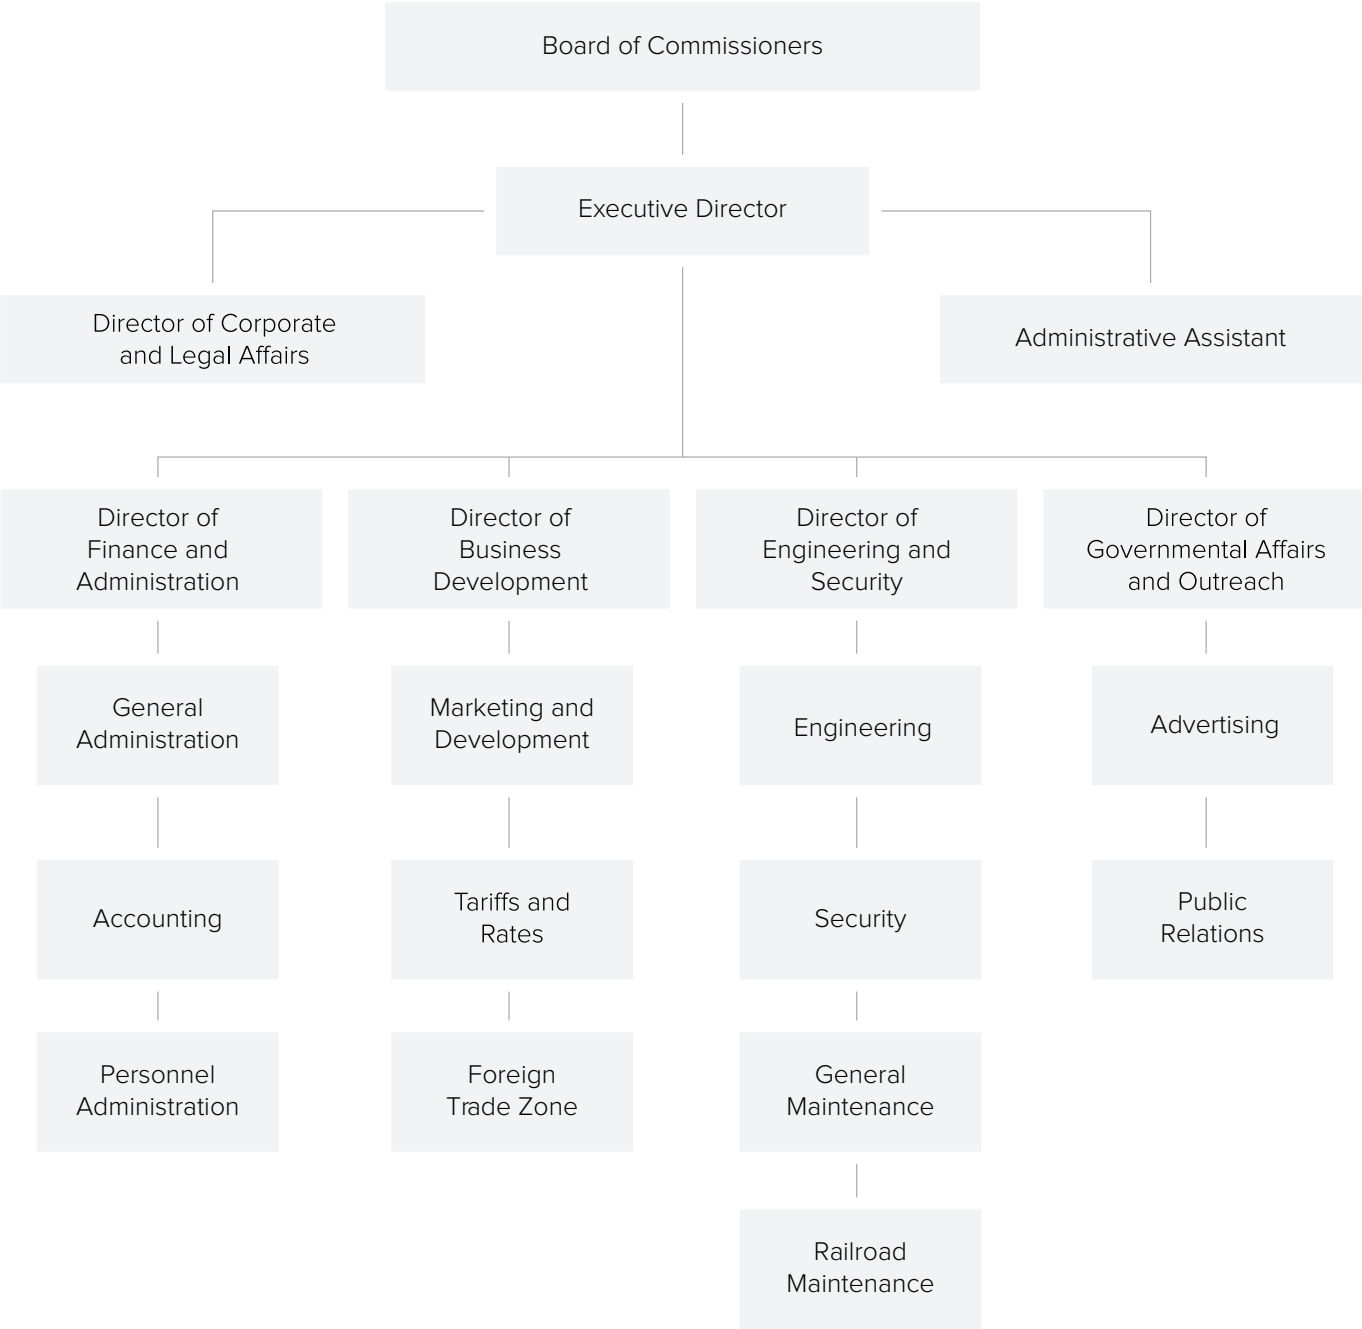 Board of Commissioners
Executive Director
Director of Corporate
and Legal Affairs
Administrative Assistant
Director of
Finance and
Administration
Director of
Business
Development
Director of
Engineering and
Security
Director of
Governmental Affairs
and Outreach
General
Administration
Marketing and
Development
Engineering
Advertising
Accounting
Tariffs and
Rates
Security
Public
Relations
Personnel
Administration
Foreign
Trade Zone
General
Maintenance
Railroad
Maintenance